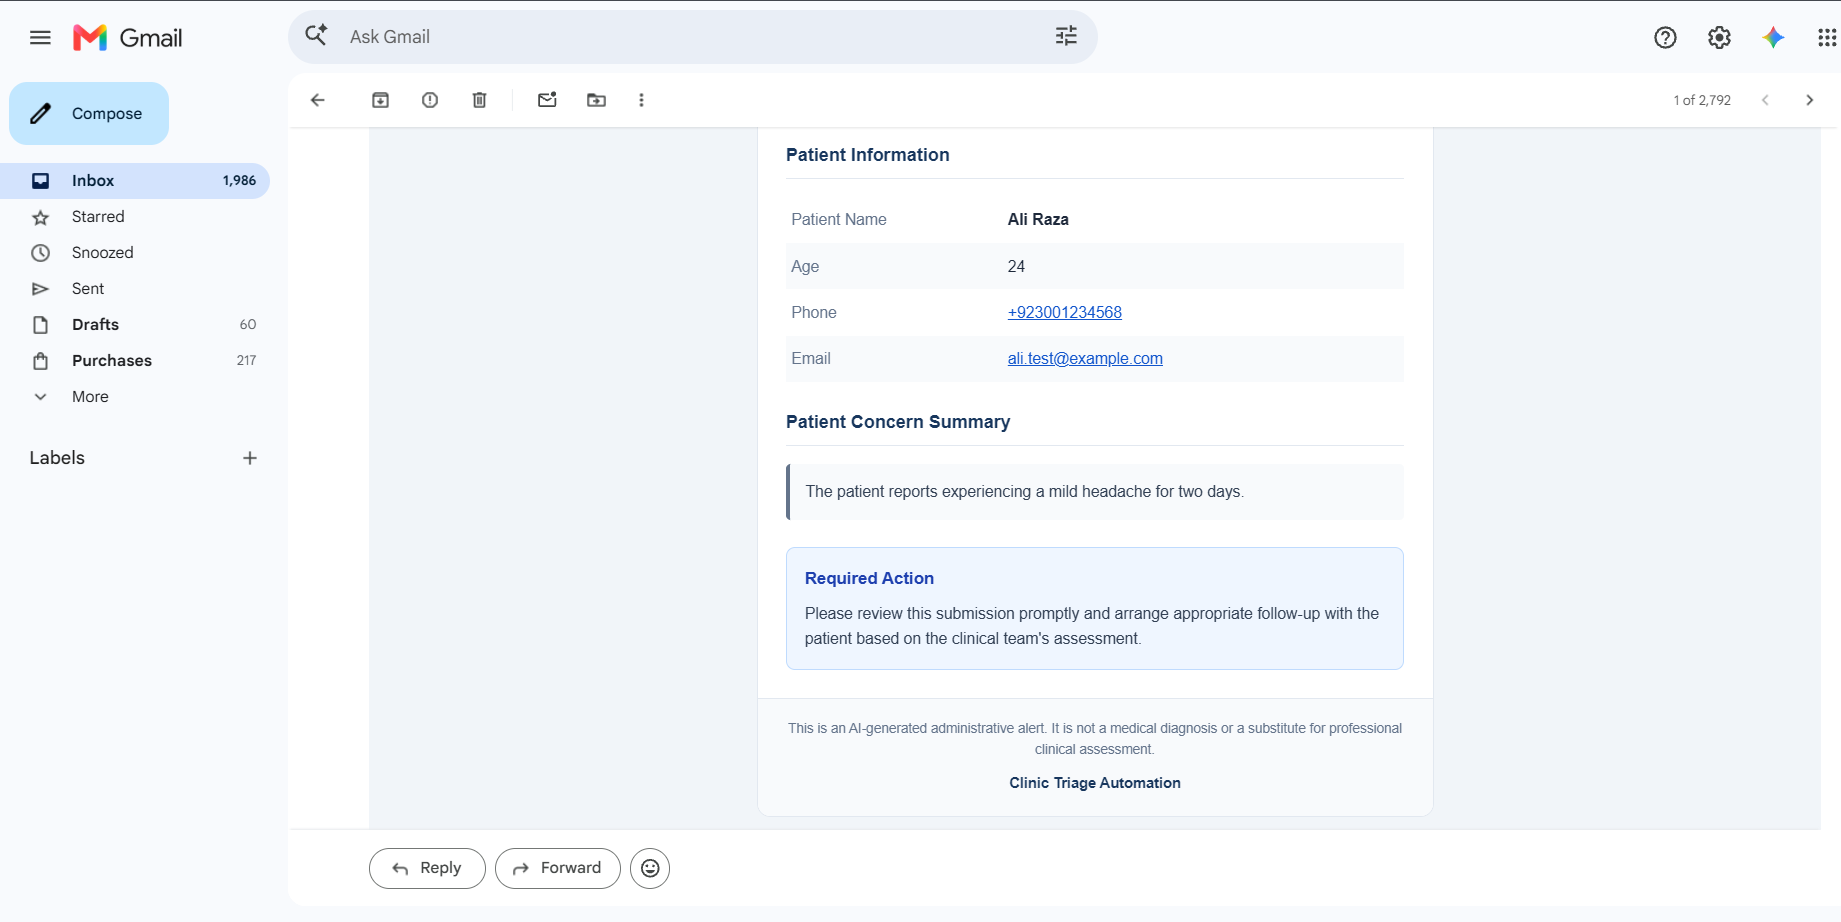 Gmail
Ask Gmail
Compose
1 of 2,792
Inbox 1,986
Starred
Snoozed
Sent
Drafts 60
Purchases 217
More
Labels
Patient Information
Patient Name Ali Raza
Age 24
Phone +923001234568
Email ali.test@example.com
Patient Concern Summary
The patient reports experiencing a mild headache for two days.
Required Action
Please review this submission promptly and arrange appropriate follow-up with the
patient based on the clinical team's assessment.
This is an AI-generated administrative alert. It is not a medical diagnosis or a substitute for professional
clinical assessment.
Clinic Triage Automation
Reply
Forward